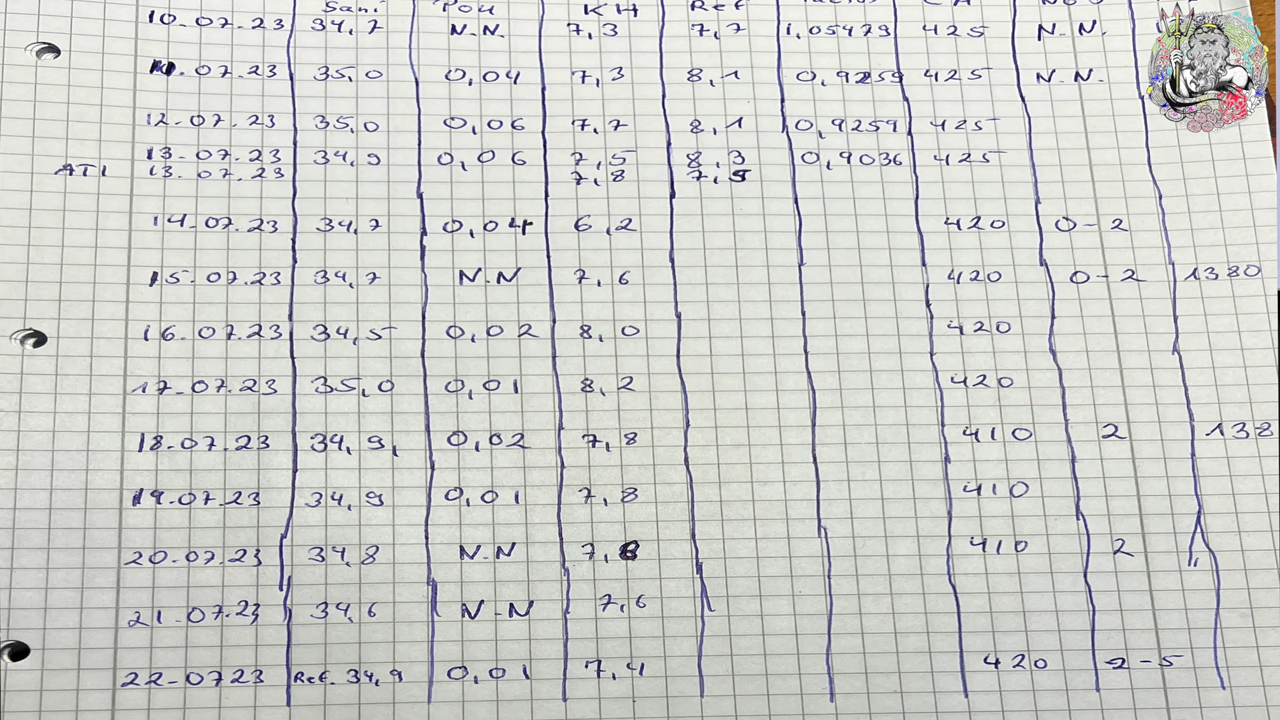 Sani PO4 KH Ref
10.07.23 34,7 N.N. 7,3 7,7 1,05479 425 N.N.
.07.23 35,0 0,04 7,3 8,1 0,9259 425 N.N.
12.07.23 35,0 0,06 7,7 8,1 0,9259 425
13.07.23 34,9 0,06 7,5 8,3 0,9036 425
ATI 13.07.23 7,8 7,5
14.07.23 34,7 0,04 6,2 420 0-2
15.07.23 34,7 N.N 7,6 420 0-2 1380
16.07.23 34,5 0,02 8,0 420
17-07.23 35,0 0,01 8,2 420
18-07.23 34,9, 0,02 7,8 410 2 138
19.07.23 34,9 0,01 7,8 410
20.07.23 34,8 N.N 7,6 410 2
21.07.23 34,6 N-N 7,6
22-0723 Ref. 34,9 0,01 7,4 420 2-5